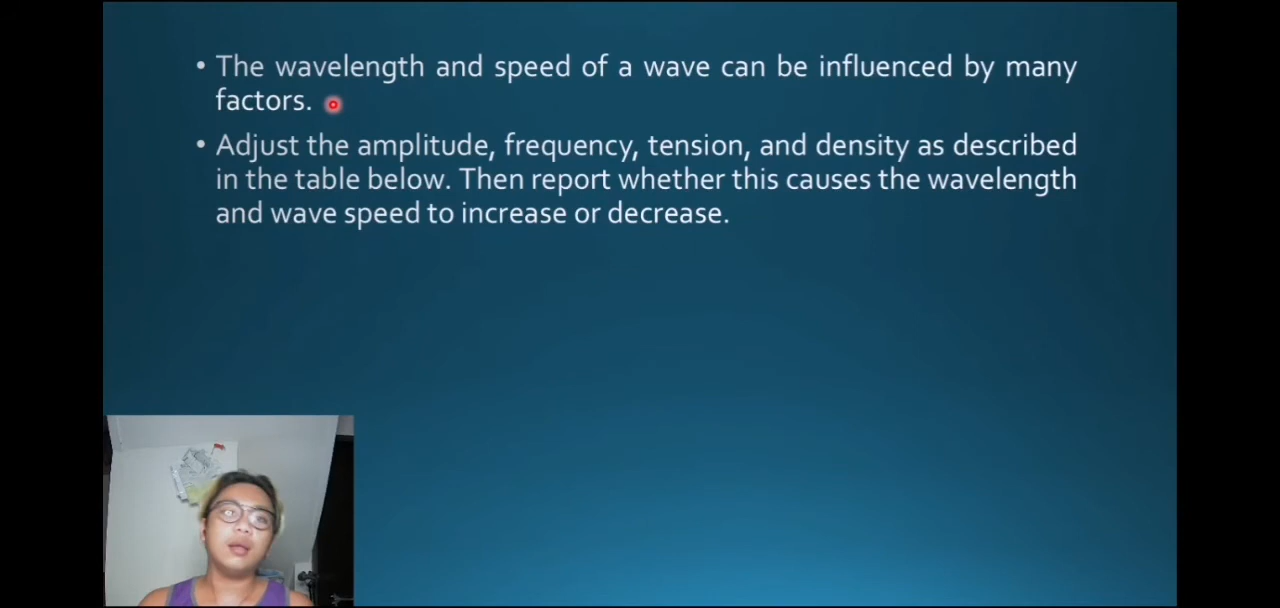 • The wavelength and speed of a wave can be influenced by many
factors.
• Adjust the amplitude, frequency, tension, and density as described
in the table below. Then report whether this causes the wavelength
and wave speed to increase or decrease.